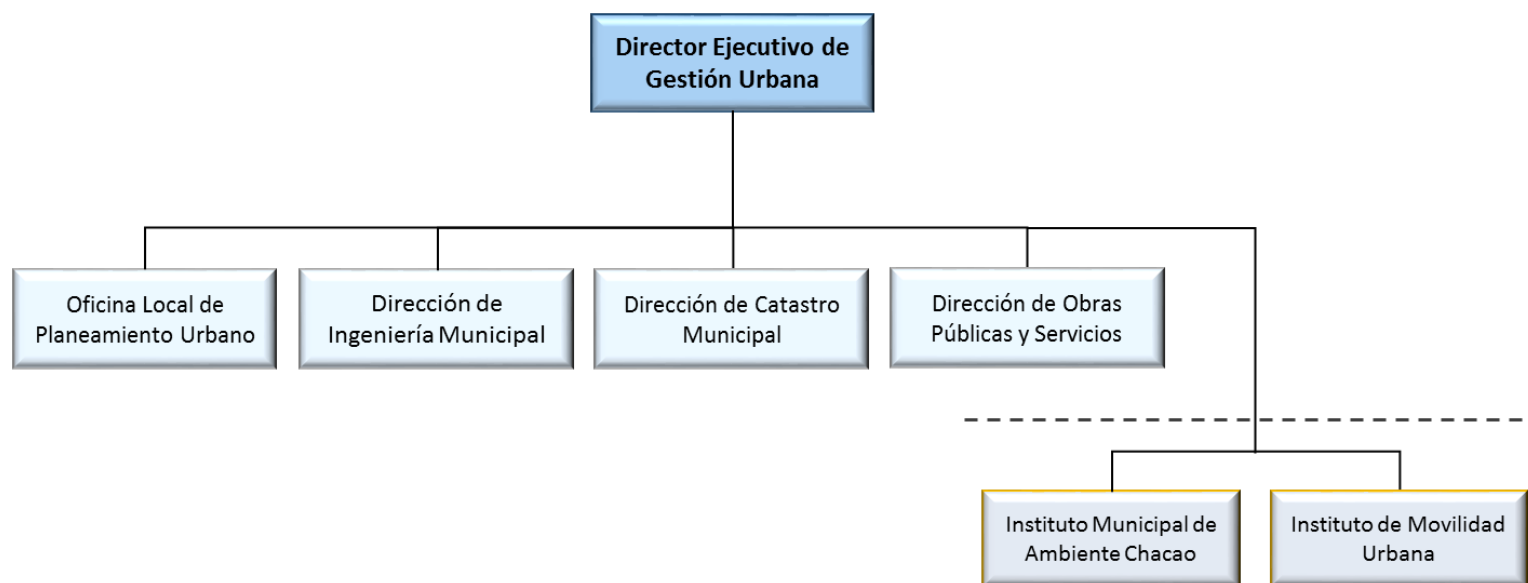 Director Ejecutivo de
Gestión Urbana
Oficina Local de
Planeamiento Urbano
Dirección de
Ingeniería Municipal
Dirección de Catastro
Municipal
Dirección de Obras
Públicas y Servicios
Instituto Municipal de
Ambiente Chacao
Instituto de Movilidad
Urbana